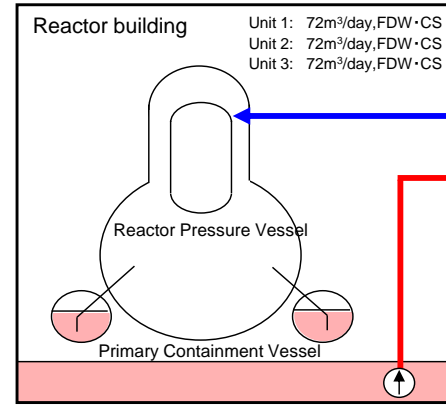 Reactor building
Unit 1: 72m³/day,FDW・CS
Unit 2: 72m³/day,FDW・CS
Unit 3: 72m³/day,FDW・CS
Reactor Pressure Vessel
Primary Containment Vessel